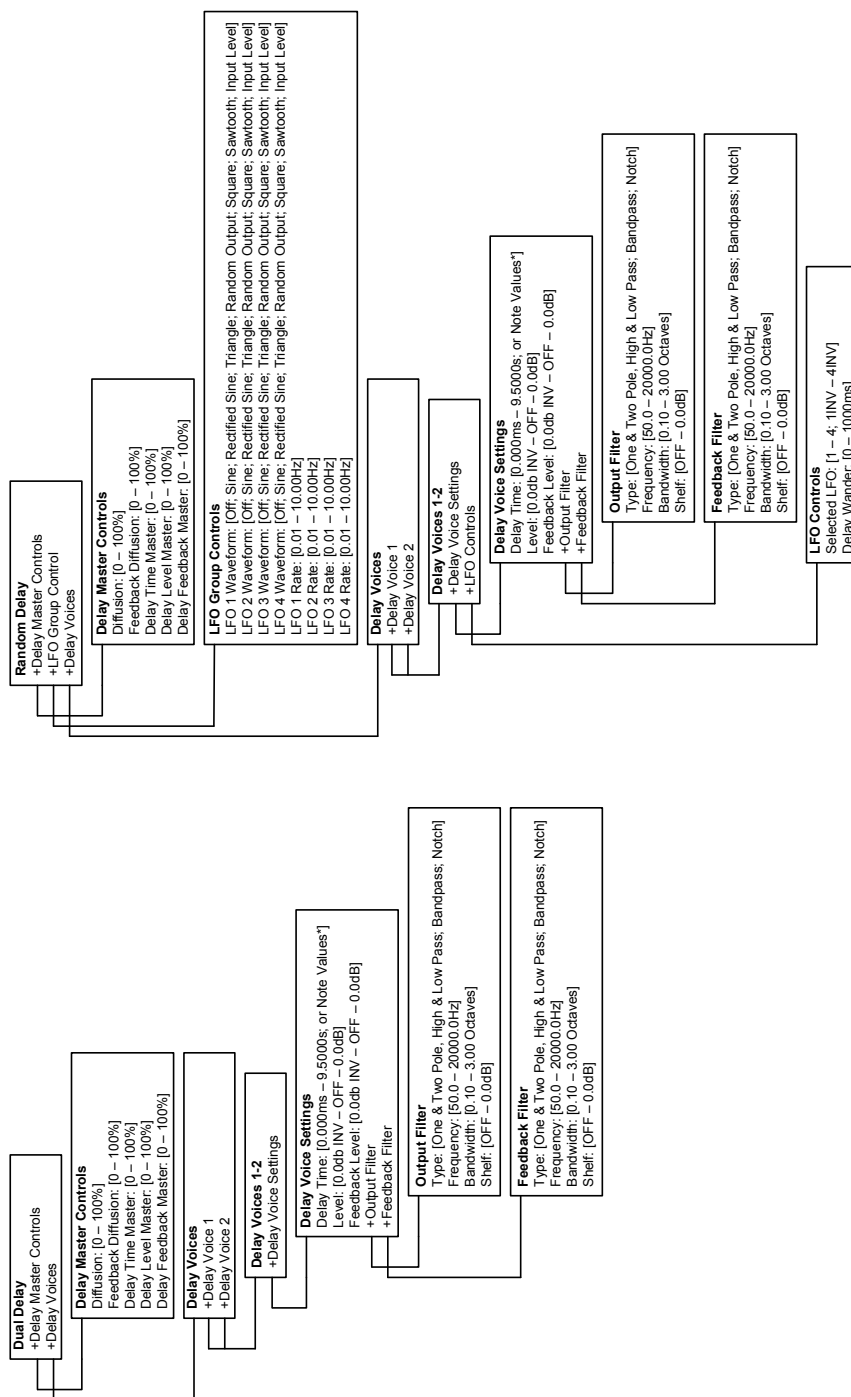 Dual Delay
+Delay Master Controls
+Delay Voices
Delay Master Controls
Diffusion: [0 – 100%]
Feedback Diffusion: [0 – 100%]
Delay Time Master: [0 – 100%]
Delay Level Master: [0 – 100%]
Delay Feedback Master: [0 – 100%]
Delay Voices
+Delay Voice 1
+Delay Voice 2
Delay Voices 1-2
+Delay Voice Settings
Delay Voice Settings
Delay Time: [0.000ms – 9.5000s; or Note Values*]
Level: [0.0db INV – OFF – 0.0dB]
Feedback Level: [0.0db INV – OFF – 0.0dB]
+Output Filter
+Feedback Filter
Output Filter
Type: [One & Two Pole, High & Low Pass; Bandpass; Notch]
Frequency: [50.0 – 20000.0Hz]
Bandwidth: [0.10 – 3.00 Octaves]
Shelf: [OFF – 0.0dB]
Feedback Filter
Type: [One & Two Pole, High & Low Pass; Bandpass; Notch]
Frequency: [50.0 – 20000.0Hz]
Bandwidth: [0.10 – 3.00 Octaves]
Shelf: [OFF – 0.0dB]
Random Delay
+Delay Master Controls
+LFO Group Control
+Delay Voices
Delay Master Controls
Diffusion: [0 – 100%]
Feedback Diffusion: [0 – 100%]
Delay Time Master: [0 – 100%]
Delay Level Master: [0 – 100%]
Delay Feedback Master: [0 – 100%]
LFO Group Controls
LFO 1 Waveform: [Off; Sine; Rectified Sine; Triangle; Random Output; Square; Sawtooth; Input Level]
LFO 2 Waveform: [Off; Sine; Rectified Sine; Triangle; Random Output; Square; Sawtooth; Input Level]
LFO 3 Waveform: [Off; Sine; Rectified Sine; Triangle; Random Output; Square; Sawtooth; Input Level]
LFO 4 Waveform: [Off; Sine; Rectified Sine; Triangle; Random Output; Square; Sawtooth; Input Level]
LFO 1 Rate: [0.01 – 10.00Hz]
LFO 2 Rate: [0.01 – 10.00Hz]
LFO 3 Rate: [0.01 – 10.00Hz]
LFO 4 Rate: [0.01 – 10.00Hz]
Delay Voices
+Delay Voice 1
+Delay Voice 2
Delay Voices 1-2
+Delay Voice Settings
+LFO Controls
Delay Voice Settings
Delay Time: [0.000ms – 9.5000s; or Note Values*]
Level: [0.0db INV – OFF – 0.0dB]
Feedback Level: [0.0db INV – OFF – 0.0dB]
+Output Filter
+Feedback Filter
Output Filter
Type: [One & Two Pole, High & Low Pass; Bandpass; Notch]
Frequency: [50.0 – 20000.0Hz]
Bandwidth: [0.10 – 3.00 Octaves]
Shelf: [OFF – 0.0dB]
Feedback Filter
Type: [One & Two Pole, High & Low Pass; Bandpass; Notch]
Frequency: [50.0 – 20000.0Hz]
Bandwidth: [0.10 – 3.00 Octaves]
Shelf: [OFF – 0.0dB]
LFO Controls
Selected LFO: [1 – 4; 1INV – 4INV]
Delay Wander: [0 – 1000ms]